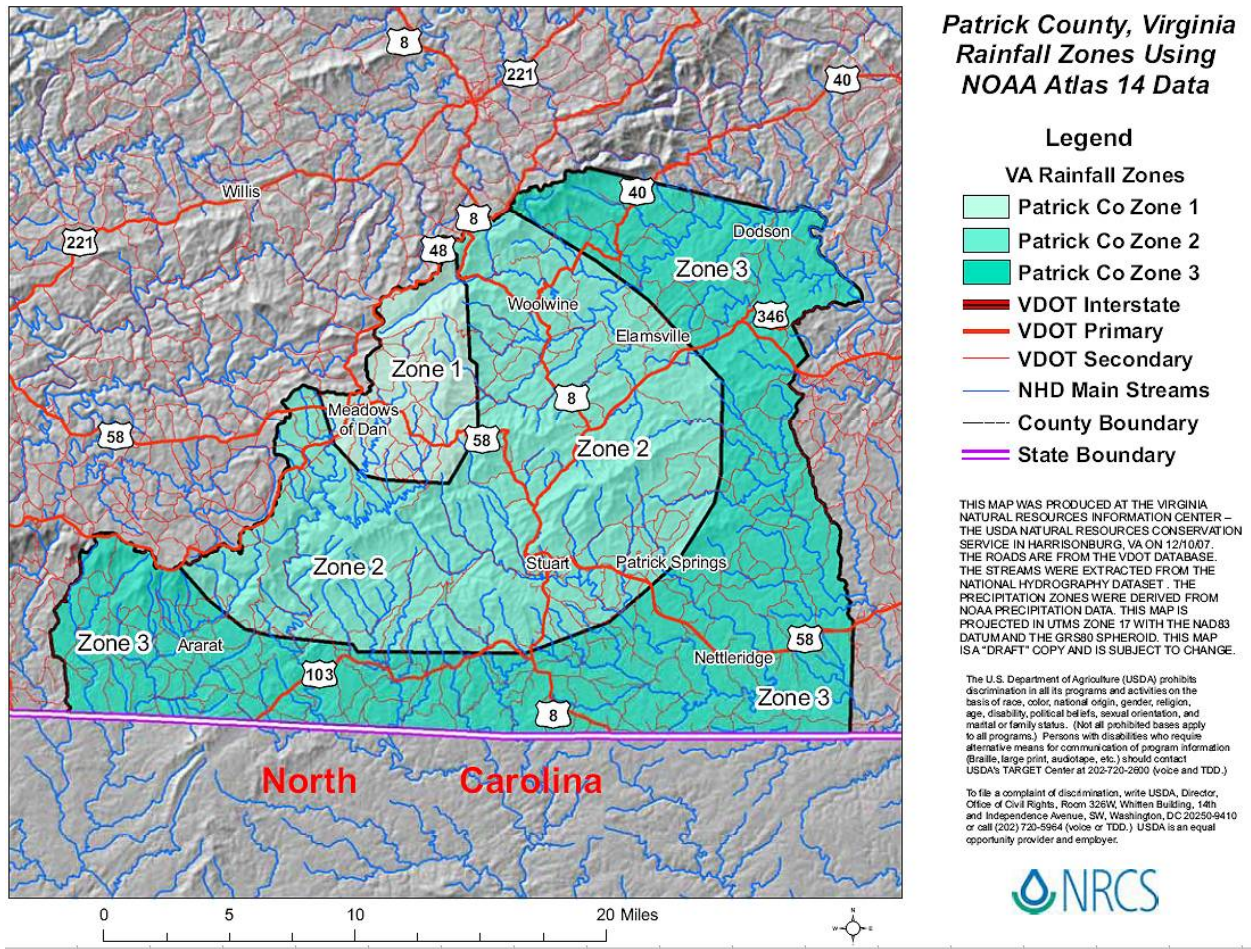 Patrick County, Virginia
Rainfall Zones Using
NOAA Atlas 14 Data
Legend
VA Rainfall Zones
Patrick Co Zone 1
Patrick Co Zone 2
Patrick Co Zone 3
VDOT Interstate
VDOT Primary
VDOT Secondary
NHD Main Streams
County Boundary
State Boundary
THIS MAP WAS PRODUCED AT THE VIRGINIA
NATURAL RESOURCES INFORMATION CENTER –
THE USDA NATURAL RESOURCES CONSERVATION
SERVICE IN HARRISONBURG, VA ON 12/10/07.
THE ROADS ARE FROM THE VDOT DATABASE.
THE STREAMS WERE EXTRACTED FROM THE
NATIONAL HYDROGRAPHY DATASET . THE
PRECIPITATION ZONES WERE DERIVED FROM
NOAA PRECIPITATION DATA. THIS MAP IS
PROJECTED IN UTMS ZONE 17 WITH THE NAD83
DATUM AND THE GRS80 SPHEROID. THIS MAP
IS A "DRAFT" COPY AND IS SUBJECT TO CHANGE.
The U.S. Department of Agriculture (USDA) prohibits
discrimination in all its programs and activities on the
basis of race, color, national origin, gender, religion,
age, disability, political beliefs, sexual orientation, and
marital or family status. (Not all prohibited bases apply
to all programs.) Persons with disabilities who require
alternative means for communication of program information
(Braille, large print, audiotape, etc.) should contact
USDA's TARGET Center at 202-720-2600 (voice and TDD.)
To file a complaint of discrimination, write USDA, Director,
Office of Civil Rights, Room 326W, Whitten Building, 14th
and Independence Avenue, SW, Washington, DC 20250-9410
or call (202) 720-5964 (voice or TDD.) USDA is an equal
opportunity provider and employer.
NRCS
8
221
40
Willis
40
8
221
48
Dodson
Zone 3
Woolwine
346
Elamsville
Zone 1
8
Meadows
of Dan
58
58
Zone 2
Zone 2
Stuart
Patrick Springs
Zone 3
Ararat
58
Nettleridge
103
Zone 3
8
North Carolina
0 5 10 20 Miles
N
W E
S